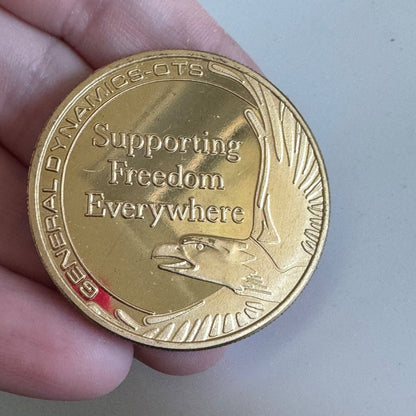 GENERAL DYNAMICS-OTS
Supporting
Freedom
Everywhere